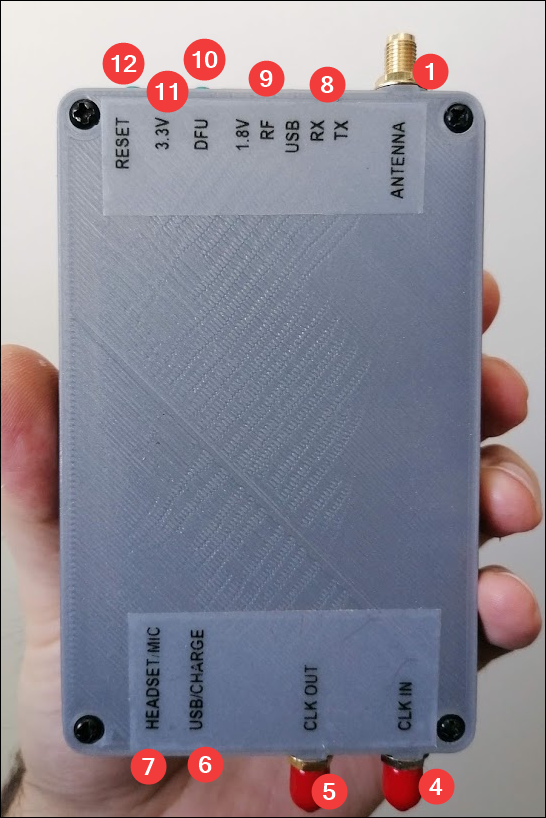 12
11
10
9
8
1
RESET
3.3V
DFU
1.8V
RF
USB
RX
TX
ANTENNA
HEADSET/MIC
USB/CHARGE
CLK OUT
CLK IN
7
6
5
4